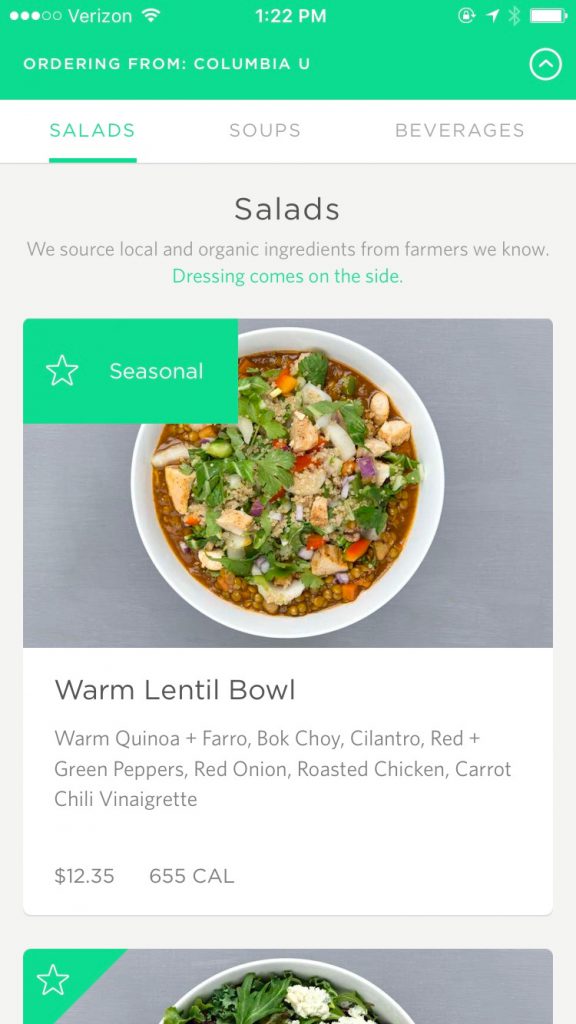 Verizon 1:22 PM
ORDERING FROM: COLUMBIA U
SALADS SOUPS BEVERAGES
Salads
We source local and organic ingredients from farmers we know.
Dressing comes on the side.
Seasonal
Warm Lentil Bowl
Warm Quinoa + Farro, Bok Choy, Cilantro, Red +
Green Peppers, Red Onion, Roasted Chicken, Carrot
Chili Vinaigrette
$12.35 655 CAL